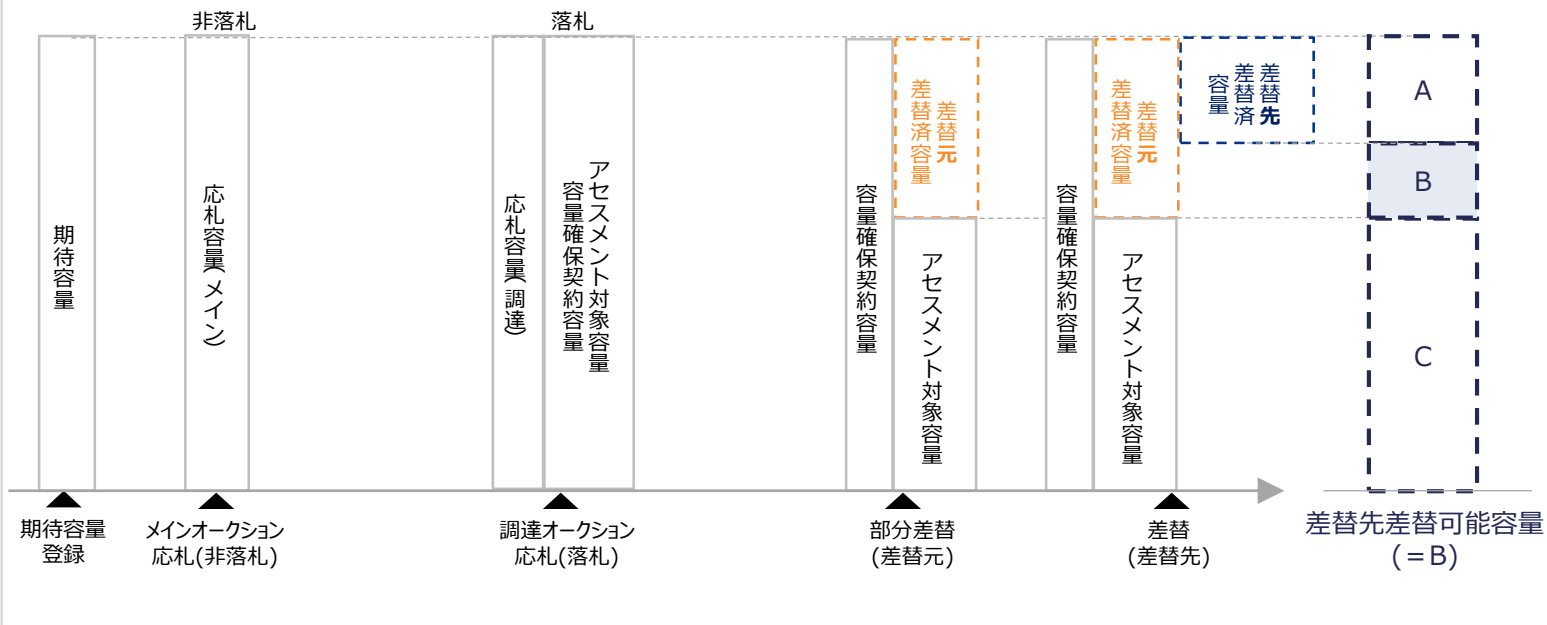 非落札
落札
期待容量
応札容量(メイン)
応札容量(調達)
アセスメント対象容量
容量確保契約容量
容量確保契約容量
差替元
差替済容量
アセスメント対象容量
容量確保契約容量
差替元
差替済容量
アセスメント対象容量
差替先
差替済
容量
A
B
C
期待容量
登録
メインオークション
応札(非落札)
調達オークション
応札(落札)
部分差替
(差替元)
差替
(差替先)
差替先差替可能容量
(=B)